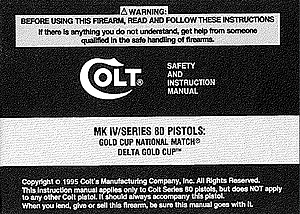 ⚠ WARNING:
BEFORE USING THIS FIREARM, READ AND FOLLOW THESE INSTRUCTIONS
If there is anything you do not understand, get help from someone
qualified in the safe handling of firearms.
COLT®
SAFETY
AND
INSTRUCTION
MANUAL
MK IV/SERIES 80 PISTOLS:
GOLD CUP NATIONAL MATCH®
DELTA GOLD CUP™
Copyright © 1995 Colt's Manufacturing Company, Inc. All Rights Reserved.
This instruction manual applies only to Colt Series 80 pistols, but does NOT apply
to any other Colt pistol. It should always accompany this pistol.
When you lend, give or sell this firearm, be sure this manual goes with it.